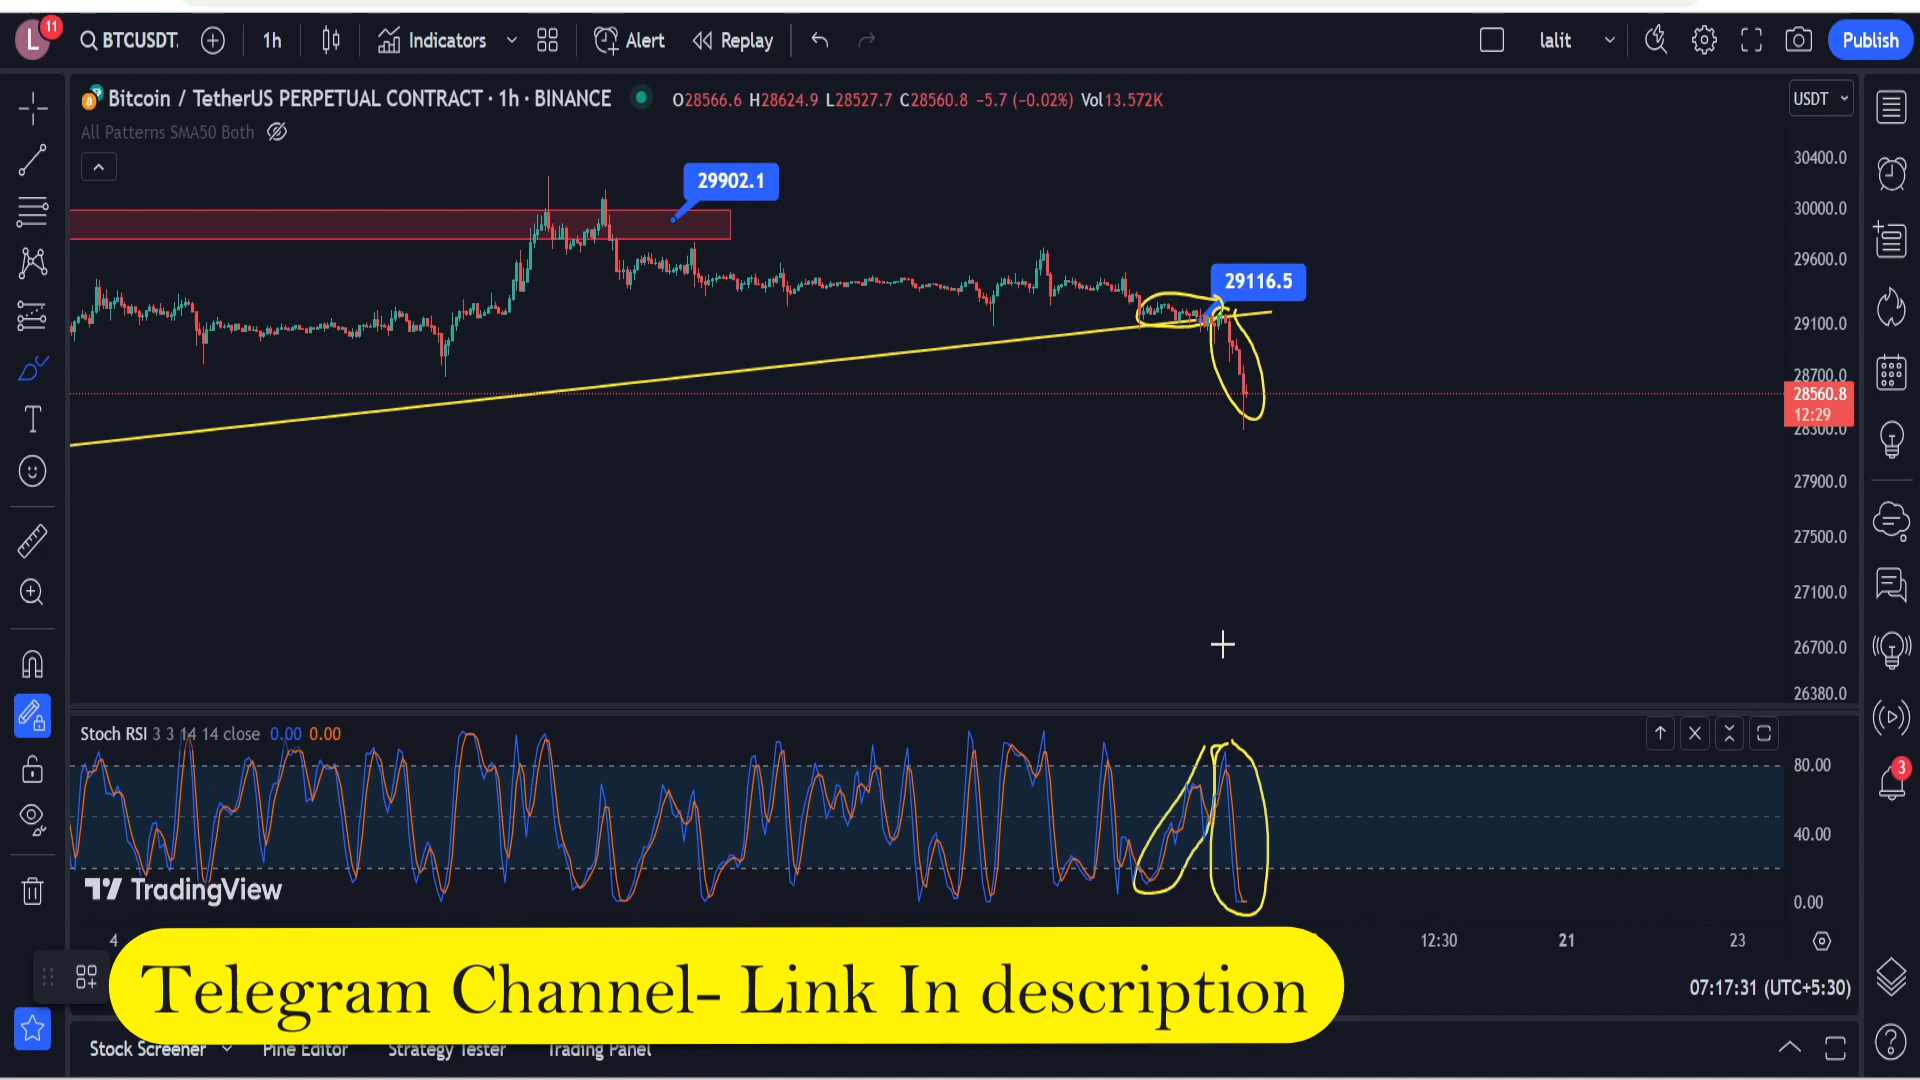 L 11 BTCUSDT. 1h Indicators Alert Replay lalit Publish
Bitcoin / TetherUS PERPETUAL CONTRACT · 1h · BINANCE O28566.6 H28624.9 L28527.7 C28560.8 −5.7 (−0.02%) Vol13.572K USDT
All Patterns SMA50 Both
30400.0
29902.1
30000.0
29600.0
29116.5
29100.0
28700.0
28560.8
12:29
28300.0
27900.0
27500.0
27100.0
26700.0
26380.0
Stoch RSI 3 3 14 14 close 0.00 0.00
80.00
3
40.00
TradingView
0.00
4 12:30 21 23
Telegram Channel- Link In description
07:17:31 (UTC+5:30)
Stock Screener Pine Editor Strategy Tester Trading Panel